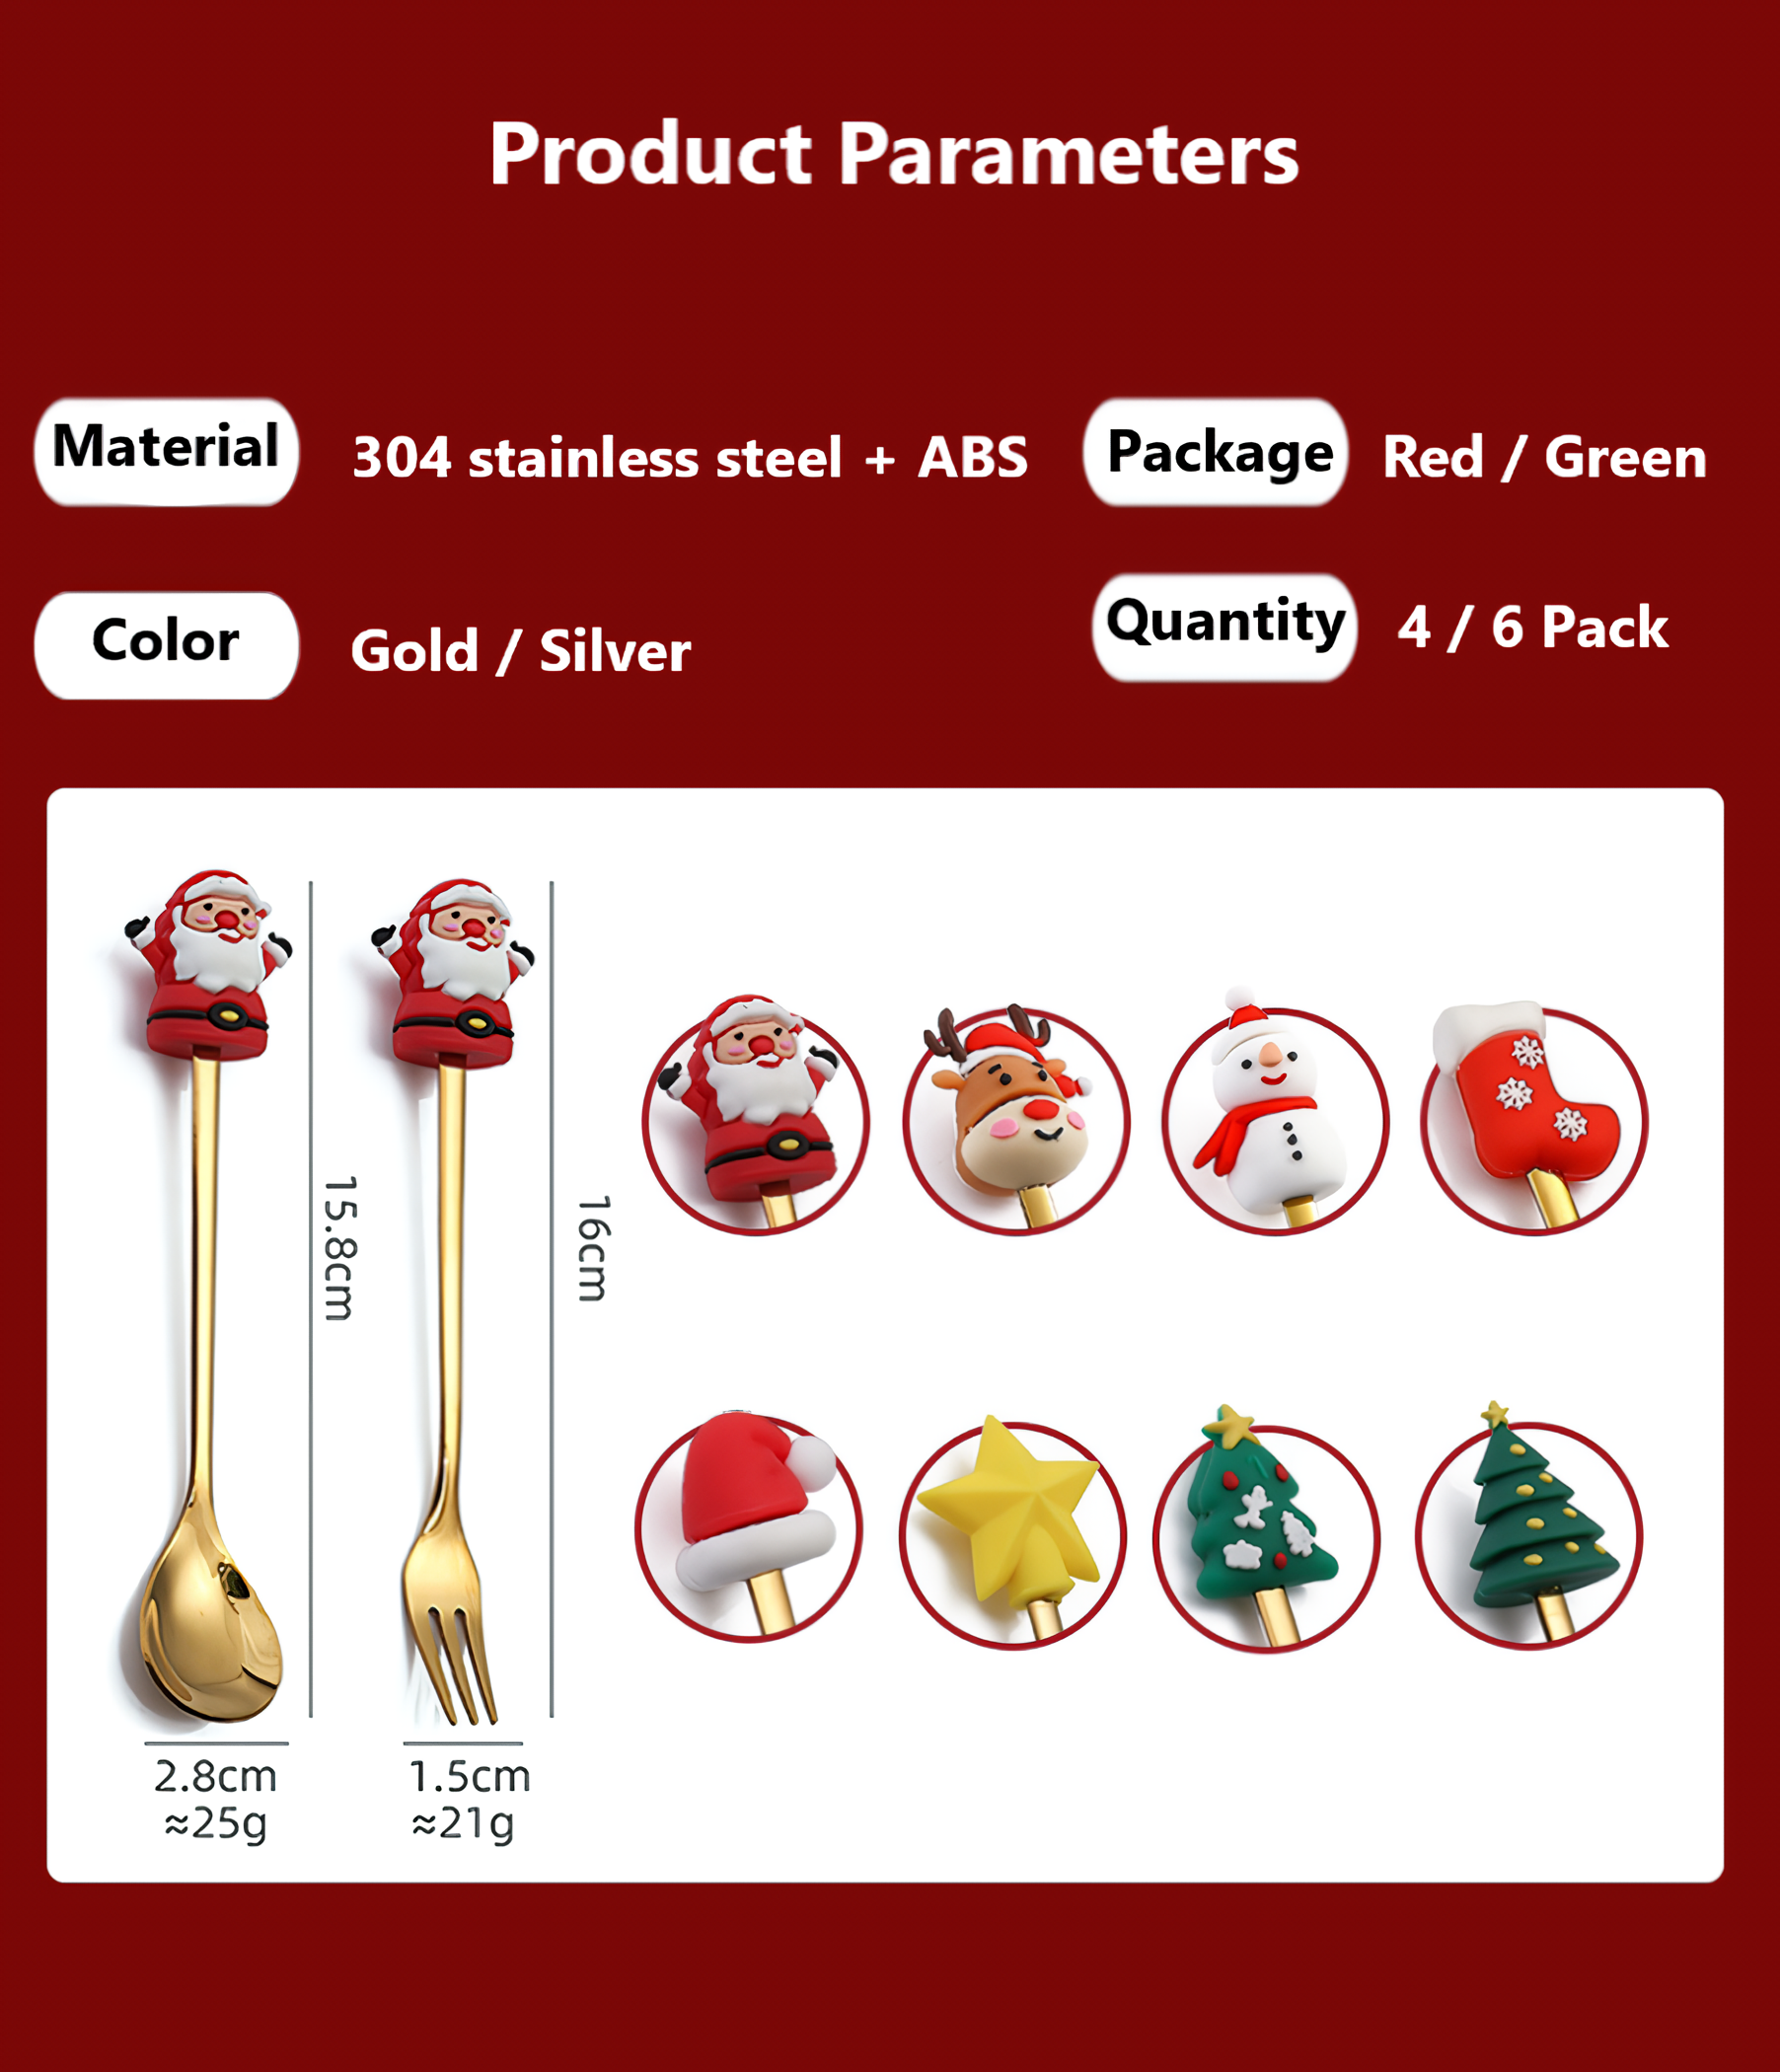 Product Parameters
Material 304 stainless steel + ABS
Package Red / Green
Color Gold / Silver
Quantity 4 / 6 Pack
15.8cm
16cm
2.8cm
≈25g
1.5cm
≈21g